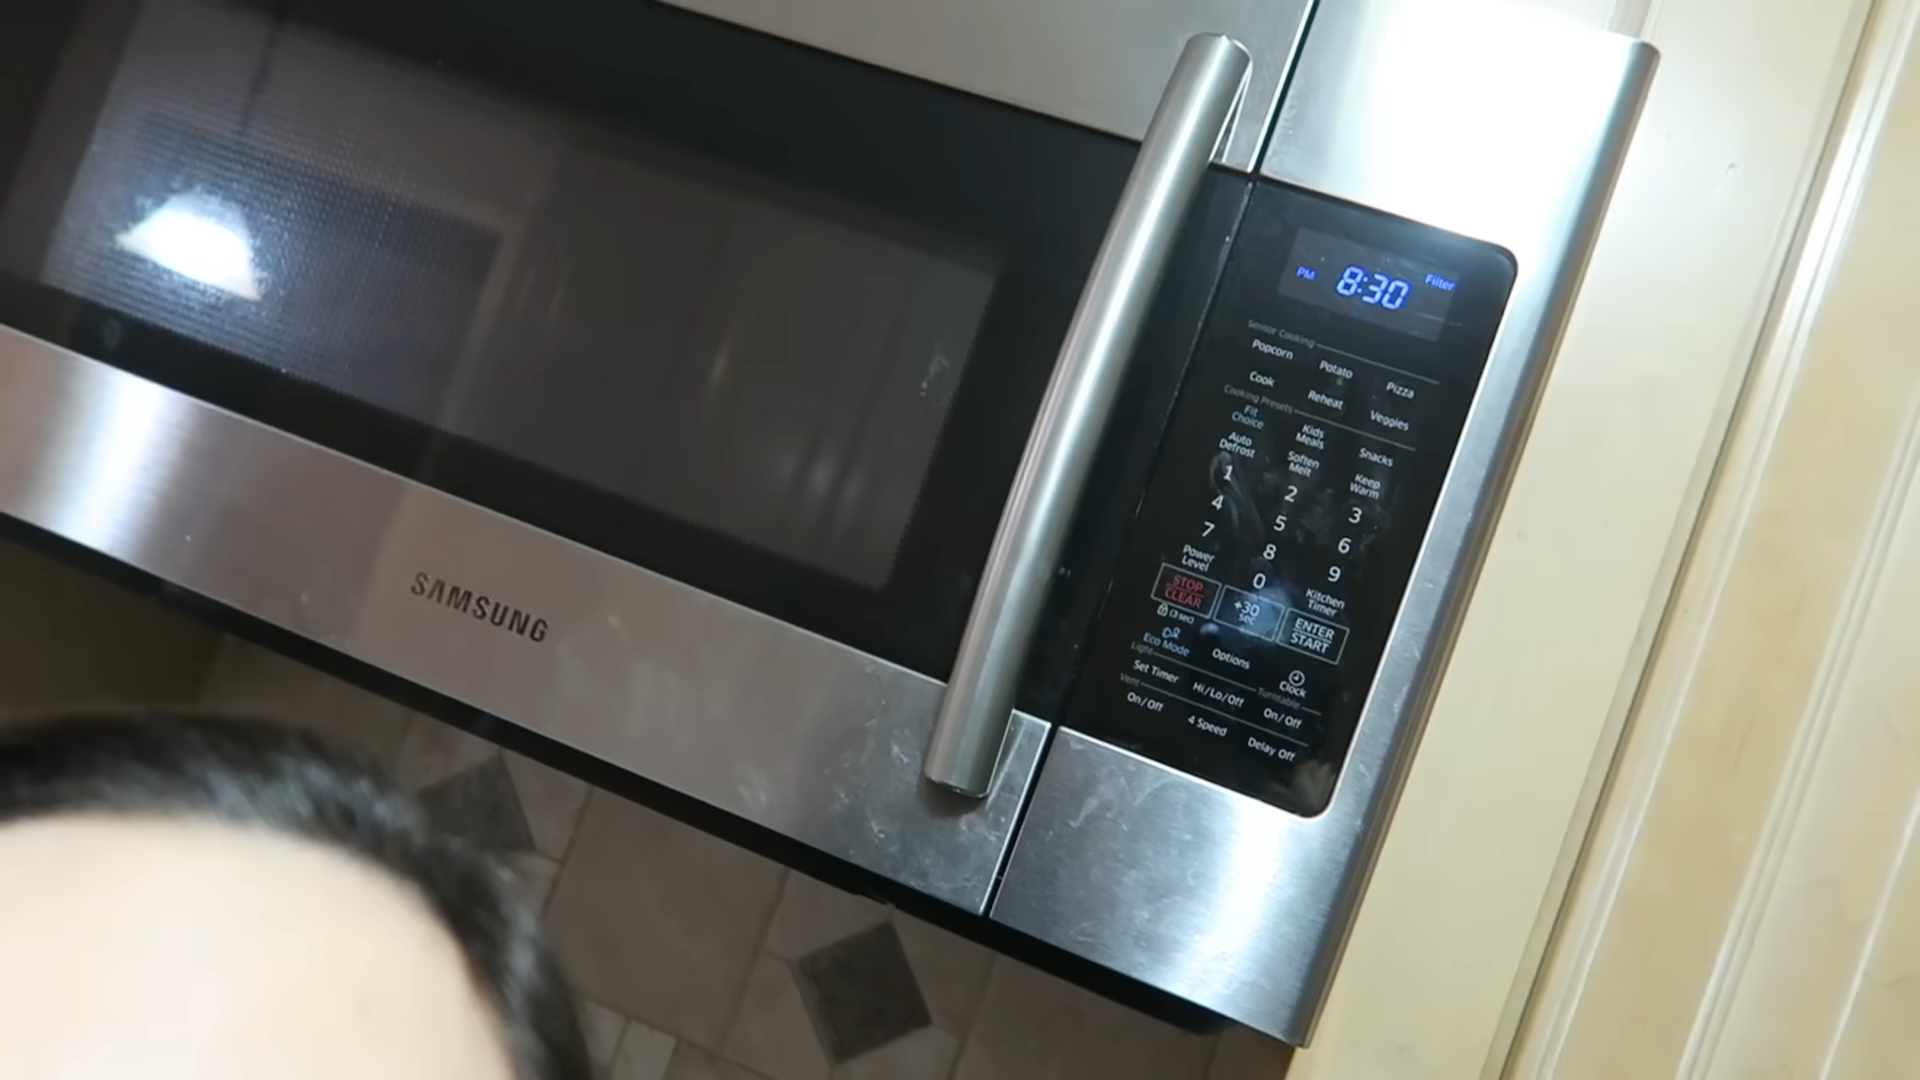 PM 8:30 Filter
Sensor Cooking
Popcorn Potato Pizza
Cook Reheat Veggies
Cooking Presets
Fit Choice Kids Meals Snacks
Auto Defrost Soften Melt Keep Warm
1 2 3
4 5 6
7 8 9
Power Level 0 Kitchen Timer
STOP CLEAR +30 sec ENTER START
(3 sec)
Eco Mode Options Clock
Light Turntable
Set Timer Hi/Lo/Off On/Off
Vent
On/Off 4 Speed Delay Off
SAMSUNG